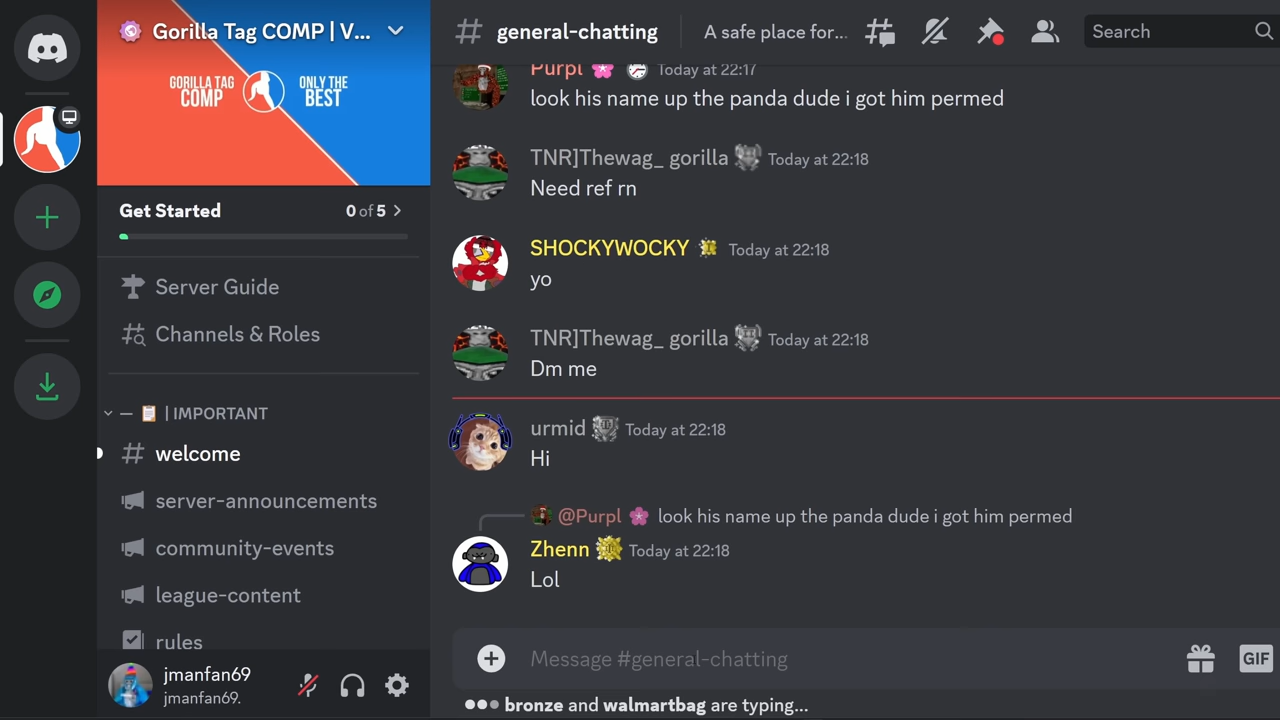 Gorilla Tag COMP | V...
GORILLA TAG
COMP
ONLY THE
BEST
Get Started
0 of 5
Server Guide
Channels & Roles
| IMPORTANT
welcome
server-announcements
community-events
league-content
rules
jmanfan69
jmanfan69.
general-chatting
A safe place for...
Search
Purpl Today at 22:17
look his name up the panda dude i got him permed
TNR]Thewag_ gorilla Today at 22:18
Need ref rn
SHOCKYWOCKY Today at 22:18
yo
TNR]Thewag_ gorilla Today at 22:18
Dm me
urmid Today at 22:18
Hi
@Purpl look his name up the panda dude i got him permed
Zhenn Today at 22:18
Lol
Message #general-chatting
GIF
bronze and walmartbag are typing...